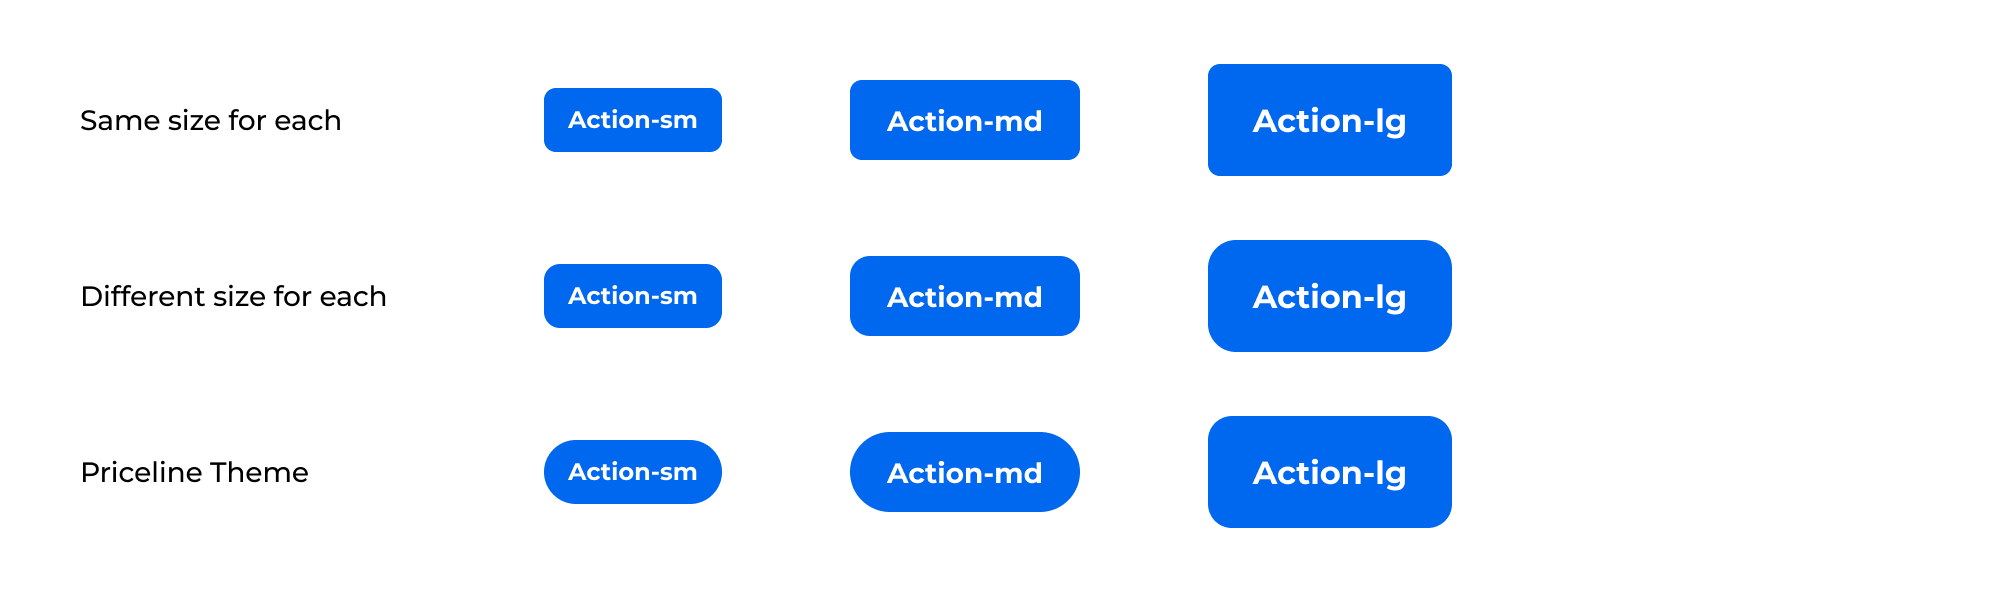 Same size for each Action-sm Action-md Action-lg
Different size for each Action-sm Action-md Action-lg
Priceline Theme Action-sm Action-md Action-lg